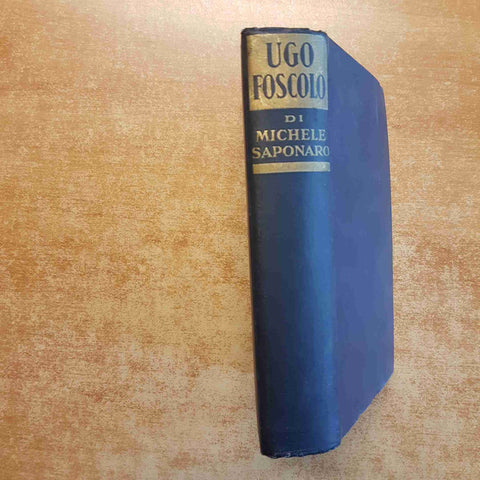 UGO
FOSCOLO
DI
MICHELE
SAPONARO